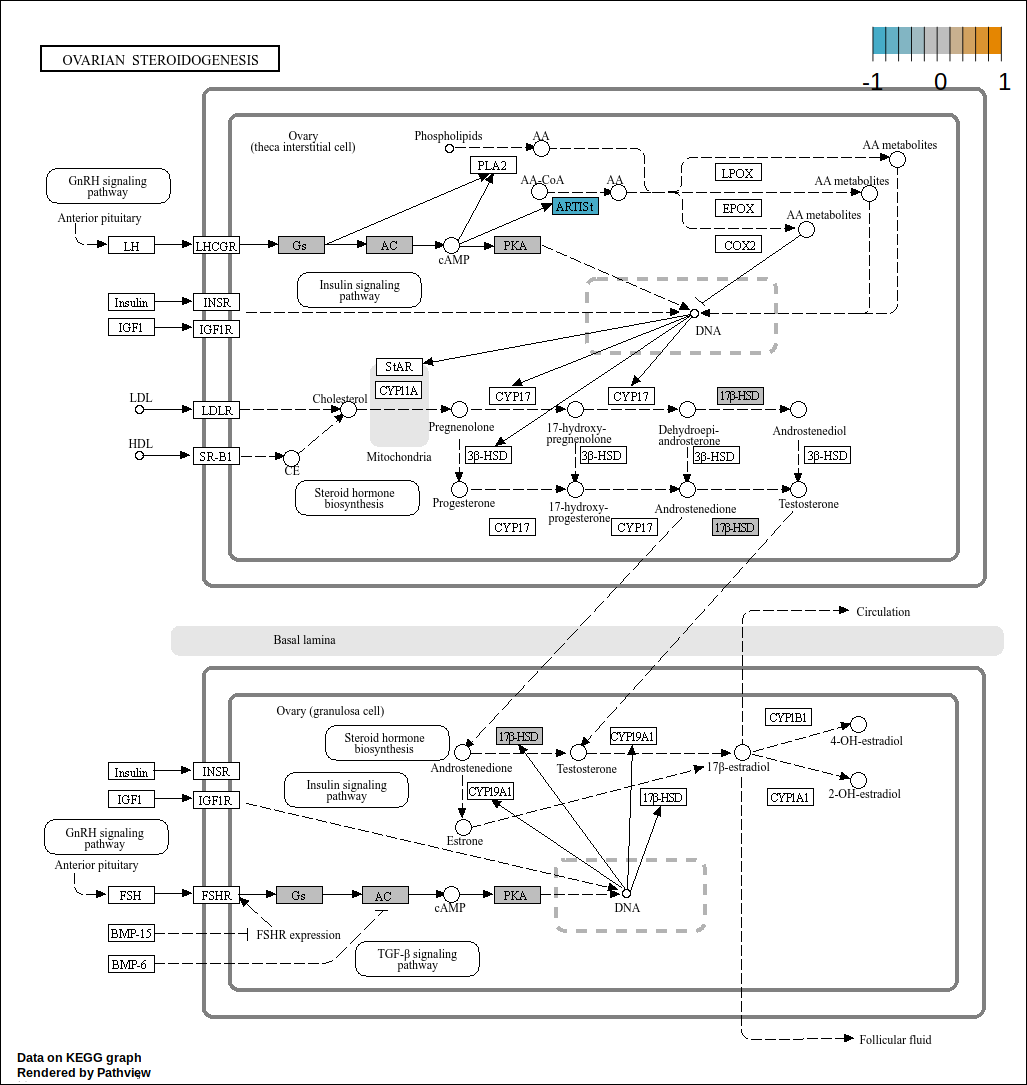 OVARIAN STEROIDOGENESIS
-1 0 1
Ovary
(theca interstitial cell)
Phospholipids
AA
AA metabolites
PLA2
LPOX
GnRH signaling
pathway
AA-CoA
AA
AA metabolites
ARTISt
EPOX
Anterior pituitary
AA metabolites
LH
LHCGR
Gs
AC
cAMP
PKA
COX2
Insulin signaling
pathway
Insulin
INSR
IGF1
IGF1R
DNA
StAR
CYP11A
LDL
Cholesterol
CYP17
CYP17
17β-HSD
LDLR
Pregnenolone
17-hydroxy-
pregnenolone
Dehydroepi-
androsterone
Androstenediol
HDL
SR-B1
CE
Mitochondria
3β-HSD
3β-HSD
3β-HSD
3β-HSD
Steroid hormone
biosynthesis
Progesterone
17-hydroxy-
progesterone
Androstenedione
Testosterone
CYP17
CYP17
17β-HSD
Circulation
Basal lamina
Ovary (granulosa cell)
Steroid hormone
biosynthesis
17β-HSD
CYP19A1
CYP1B1
4-OH-estradiol
Androstenedione
Testosterone
17β-estradiol
Insulin
INSR
Insulin signaling
pathway
CYP19A1
17β-HSD
CYP1A1
2-OH-estradiol
IGF1
IGF1R
Estrone
GnRH signaling
pathway
Anterior pituitary
FSH
FSHR
Gs
AC
cAMP
PKA
DNA
BMP-15
FSHR expression
BMP-6
TGF-β signaling
pathway
Follicular fluid
Data on KEGG graph
Rendered by Pathview